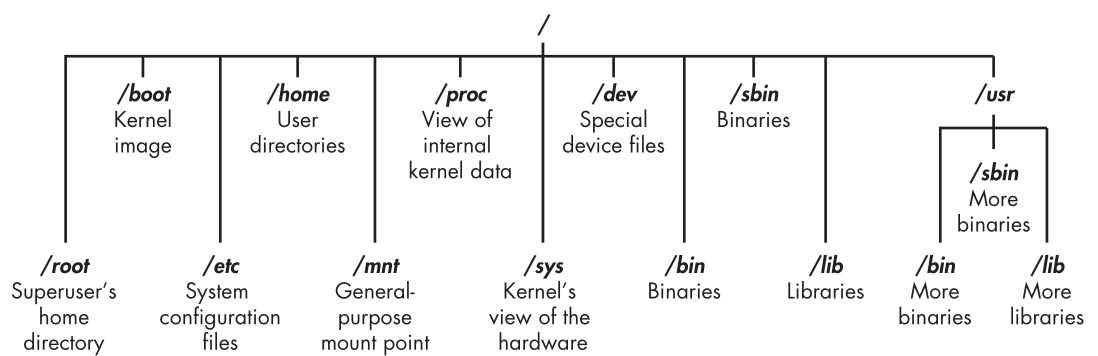 /
/boot
Kernel
image
/home
User
directories
/proc
View of
internal
kernel data
/dev
Special
device files
/sbin
Binaries
/usr
/sbin
More
binaries
/root
Superuser's
home
directory
/etc
System
configuration
files
/mnt
General-
purpose
mount point
/sys
Kernel's
view of the
hardware
/bin
Binaries
/lib
Libraries
/bin
More
binaries
/lib
More
libraries